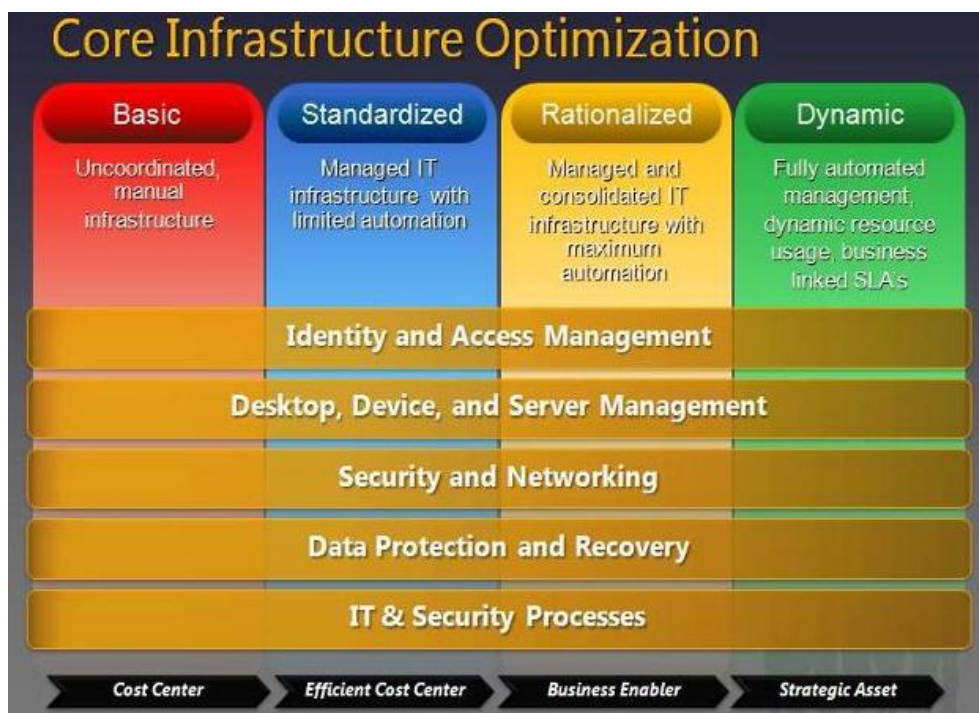 Core Infrastructure Optimization
Basic
Uncoordinated,
manual
infrastructure
Standardized
Managed IT
infrastructure with
limited automation
Rationalized
Managed and
consolidated IT
infrastructure with
maximum
automation
Dynamic
Fully automated
management,
dynamic resource
usage, business
linked SLA's
Identity and Access Management
Desktop, Device, and Server Management
Security and Networking
Data Protection and Recovery
IT & Security Processes
Cost Center
Efficient Cost Center
Business Enabler
Strategic Asset